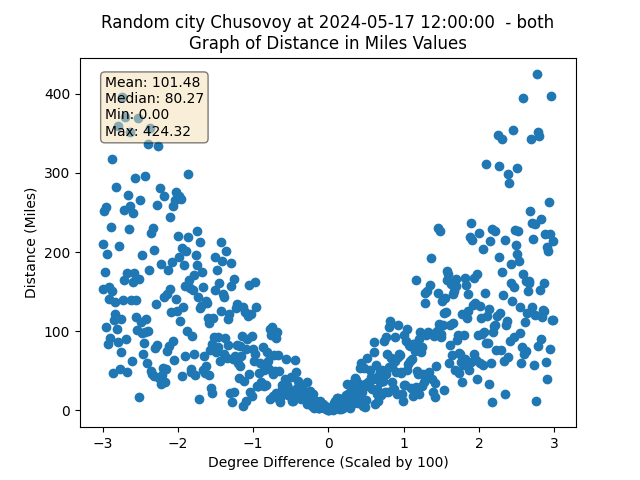 Random city Chusovoy at 2024-05-17 12:00:00  - both
Graph of Distance in Miles Values
Mean: 101.48
Median: 80.27
Min: 0.00
Max: 424.32
400
300
200
100
0
Distance (Miles)
−3
−2
−1
0
1
2
3
Degree Difference (Scaled by 100)